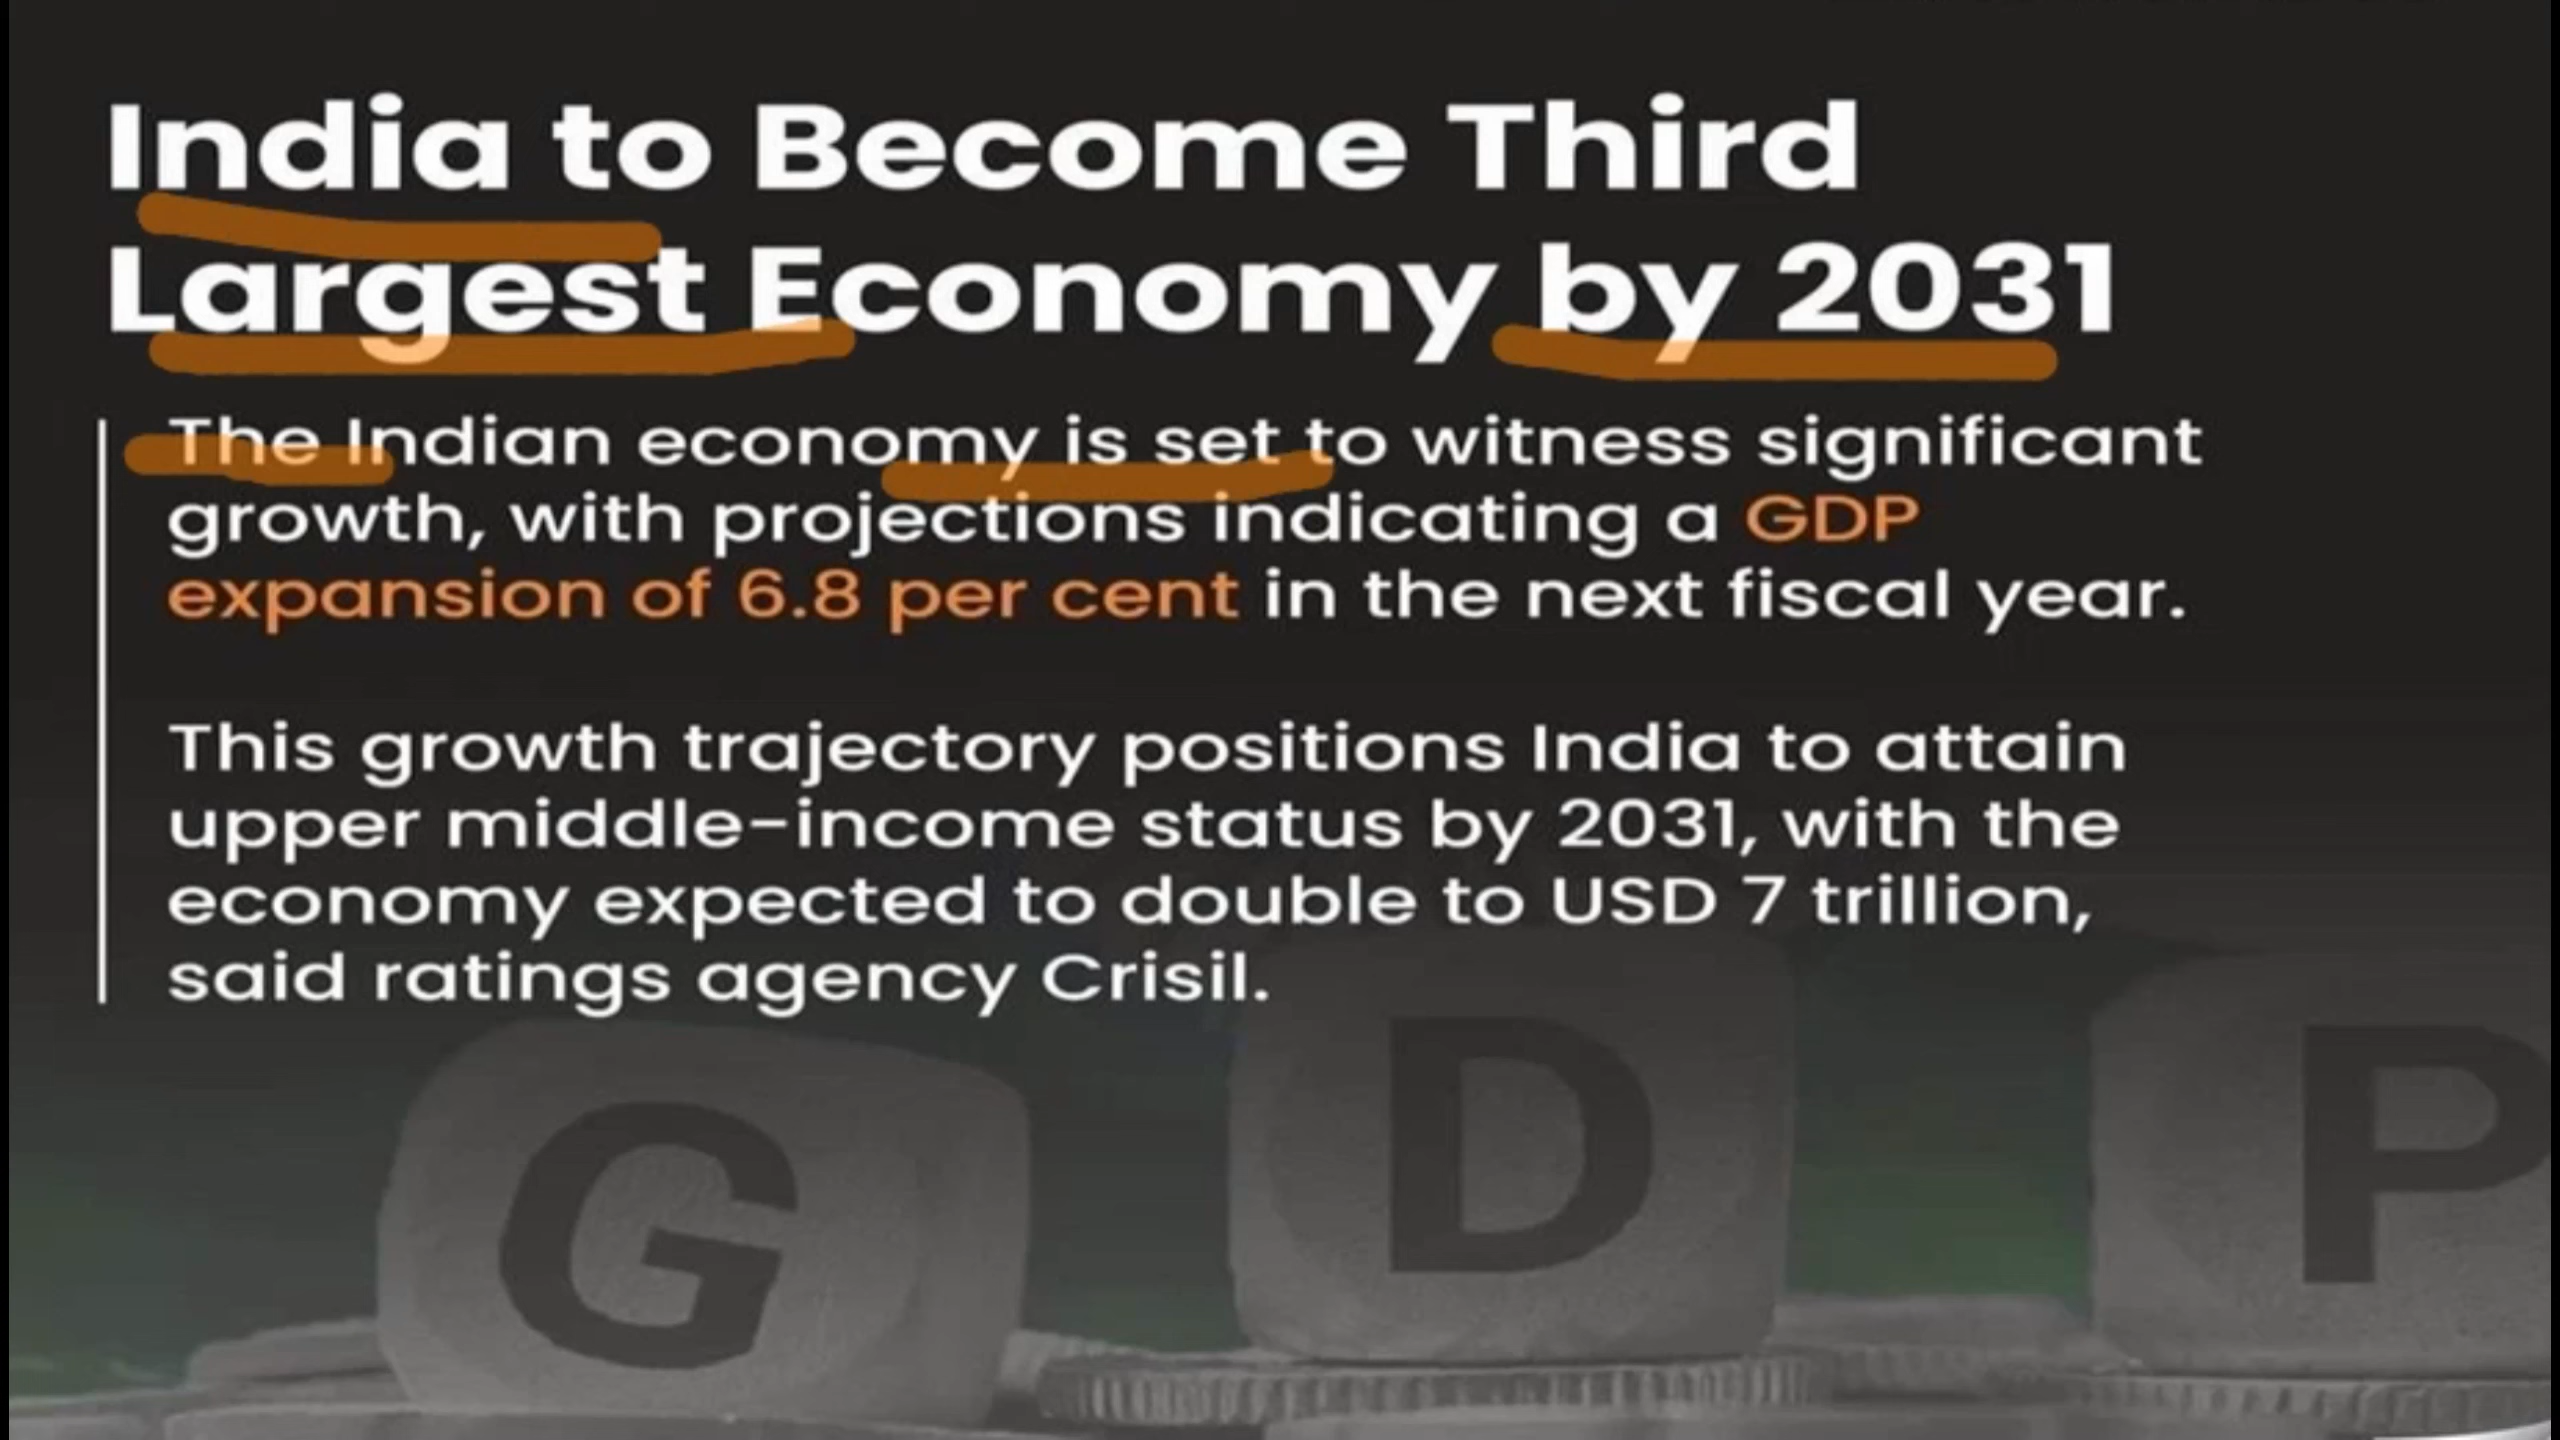 India to Become Third
Largest Economy by 2031
The Indian economy is set to witness significant
growth, with projections indicating a GDP
expansion of 6.8 per cent in the next fiscal year.
This growth trajectory positions India to attain
upper middle-income status by 2031, with the
economy expected to double to USD 7 trillion,
said ratings agency Crisil.
G D P